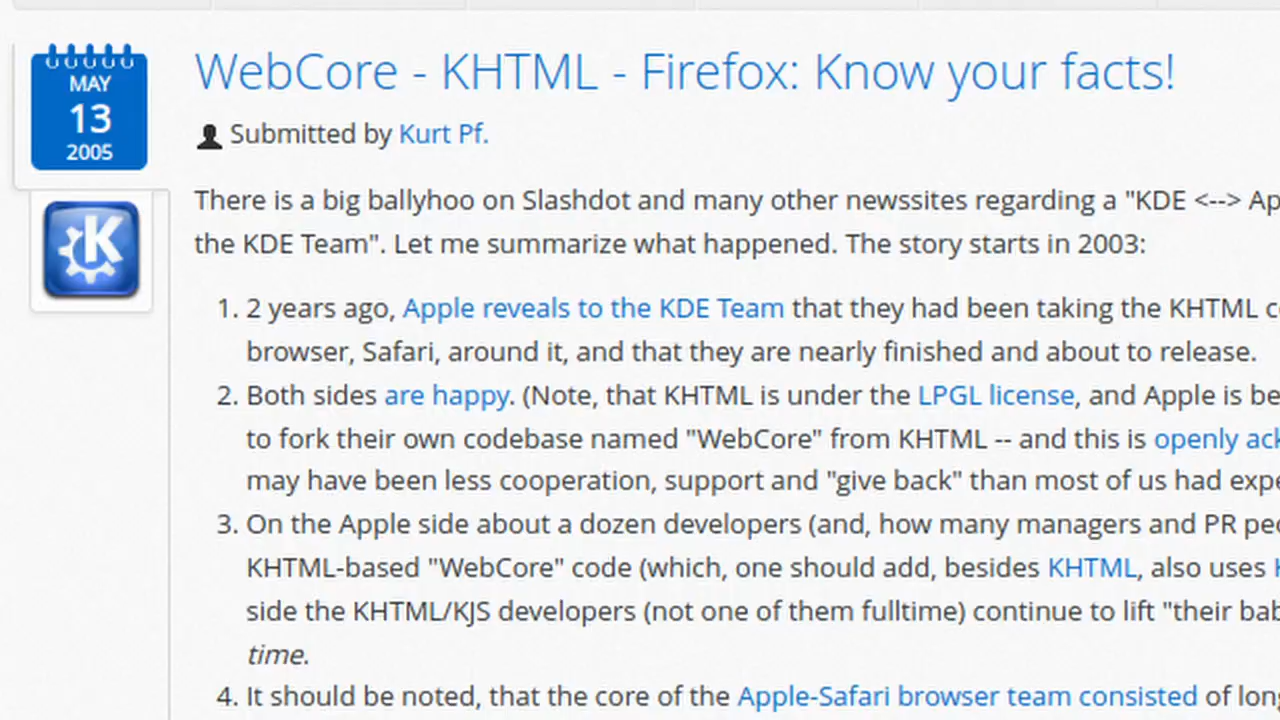 MAY
13
2005
WebCore - KHTML - Firefox: Know your facts!
Submitted by Kurt Pf.
There is a big ballyhoo on Slashdot and many other newssites regarding a "KDE <--> Ap
the KDE Team". Let me summarize what happened. The story starts in 2003:
1. 2 years ago, Apple reveals to the KDE Team that they had been taking the KHTML c
browser, Safari, around it, and that they are nearly finished and about to release.
2. Both sides are happy. (Note, that KHTML is under the LPGL license, and Apple is be
to fork their own codebase named "WebCore" from KHTML -- and this is openly ack
may have been less cooperation, support and "give back" than most of us had expe
3. On the Apple side about a dozen developers (and, how many managers and PR peo
KHTML-based "WebCore" code (which, one should add, besides KHTML, also uses
side the KHTML/KJS developers (not one of them fulltime) continue to lift "their bab
time.
4. It should be noted, that the core of the Apple-Safari browser team consisted of long